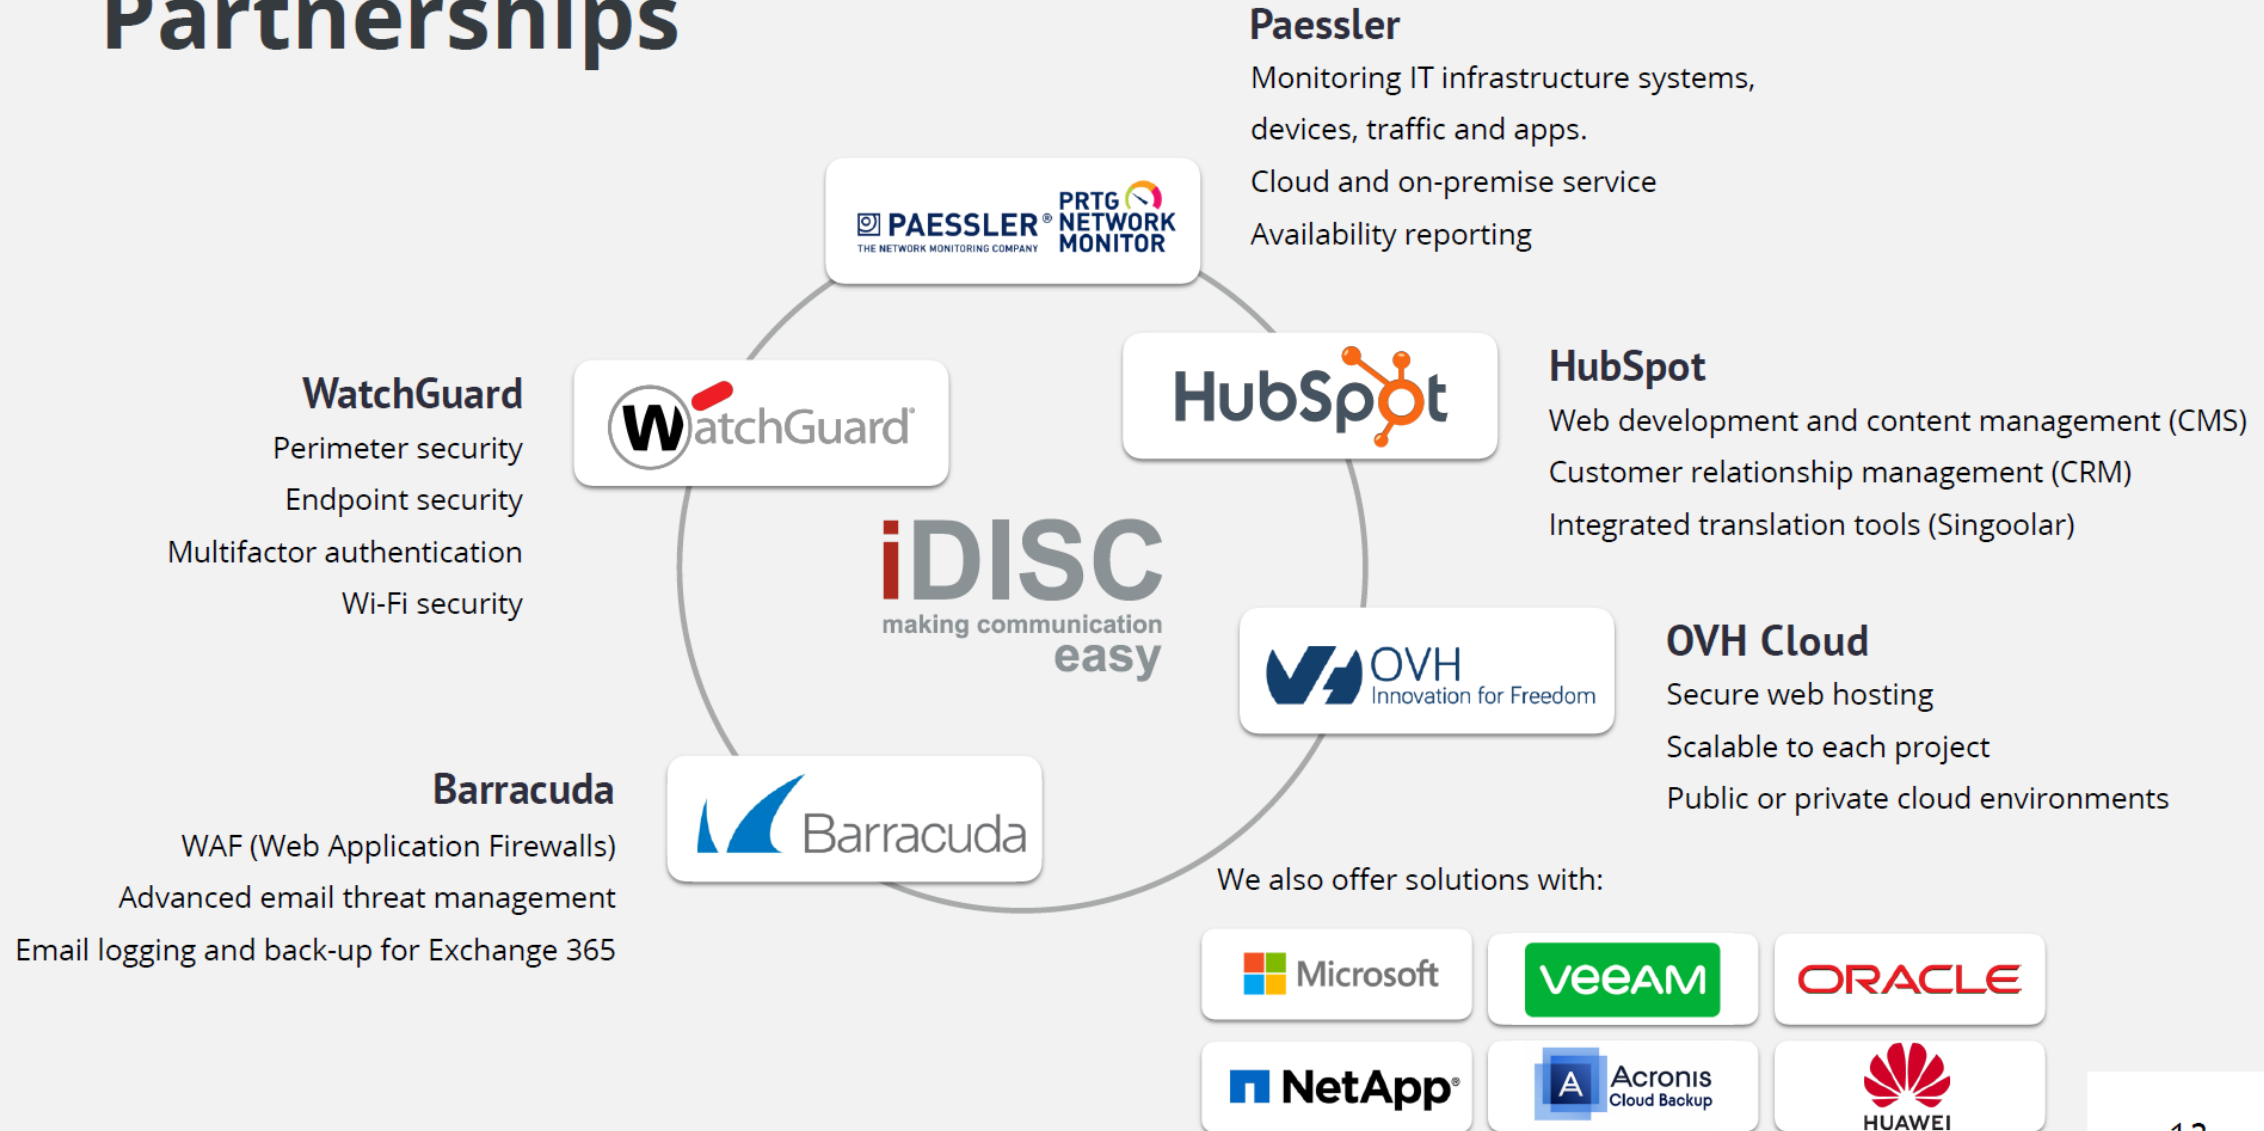 Partnerships
Paessler
Monitoring IT infrastructure systems,
devices, traffic and apps.
Cloud and on-premise service
Availability reporting
PAESSLER®
THE NETWORK MONITORING COMPANY
PRTG
NETWORK
MONITOR
WatchGuard
Perimeter security
Endpoint security
Multifactor authentication
Wi-Fi security
WatchGuard®
HubSpot
HubSpot
Web development and content management (CMS)
Customer relationship management (CRM)
Integrated translation tools (Singoolar)
iDISC
making communication
easy
OVH
Innovation for Freedom
OVH Cloud
Secure web hosting
Scalable to each project
Public or private cloud environments
Barracuda
WAF (Web Application Firewalls)
Advanced email threat management
Email logging and back-up for Exchange 365
Barracuda
We also offer solutions with:
Microsoft
veeAM
ORACLE
NetApp®
A
Acronis
Cloud Backup
HUAWEI